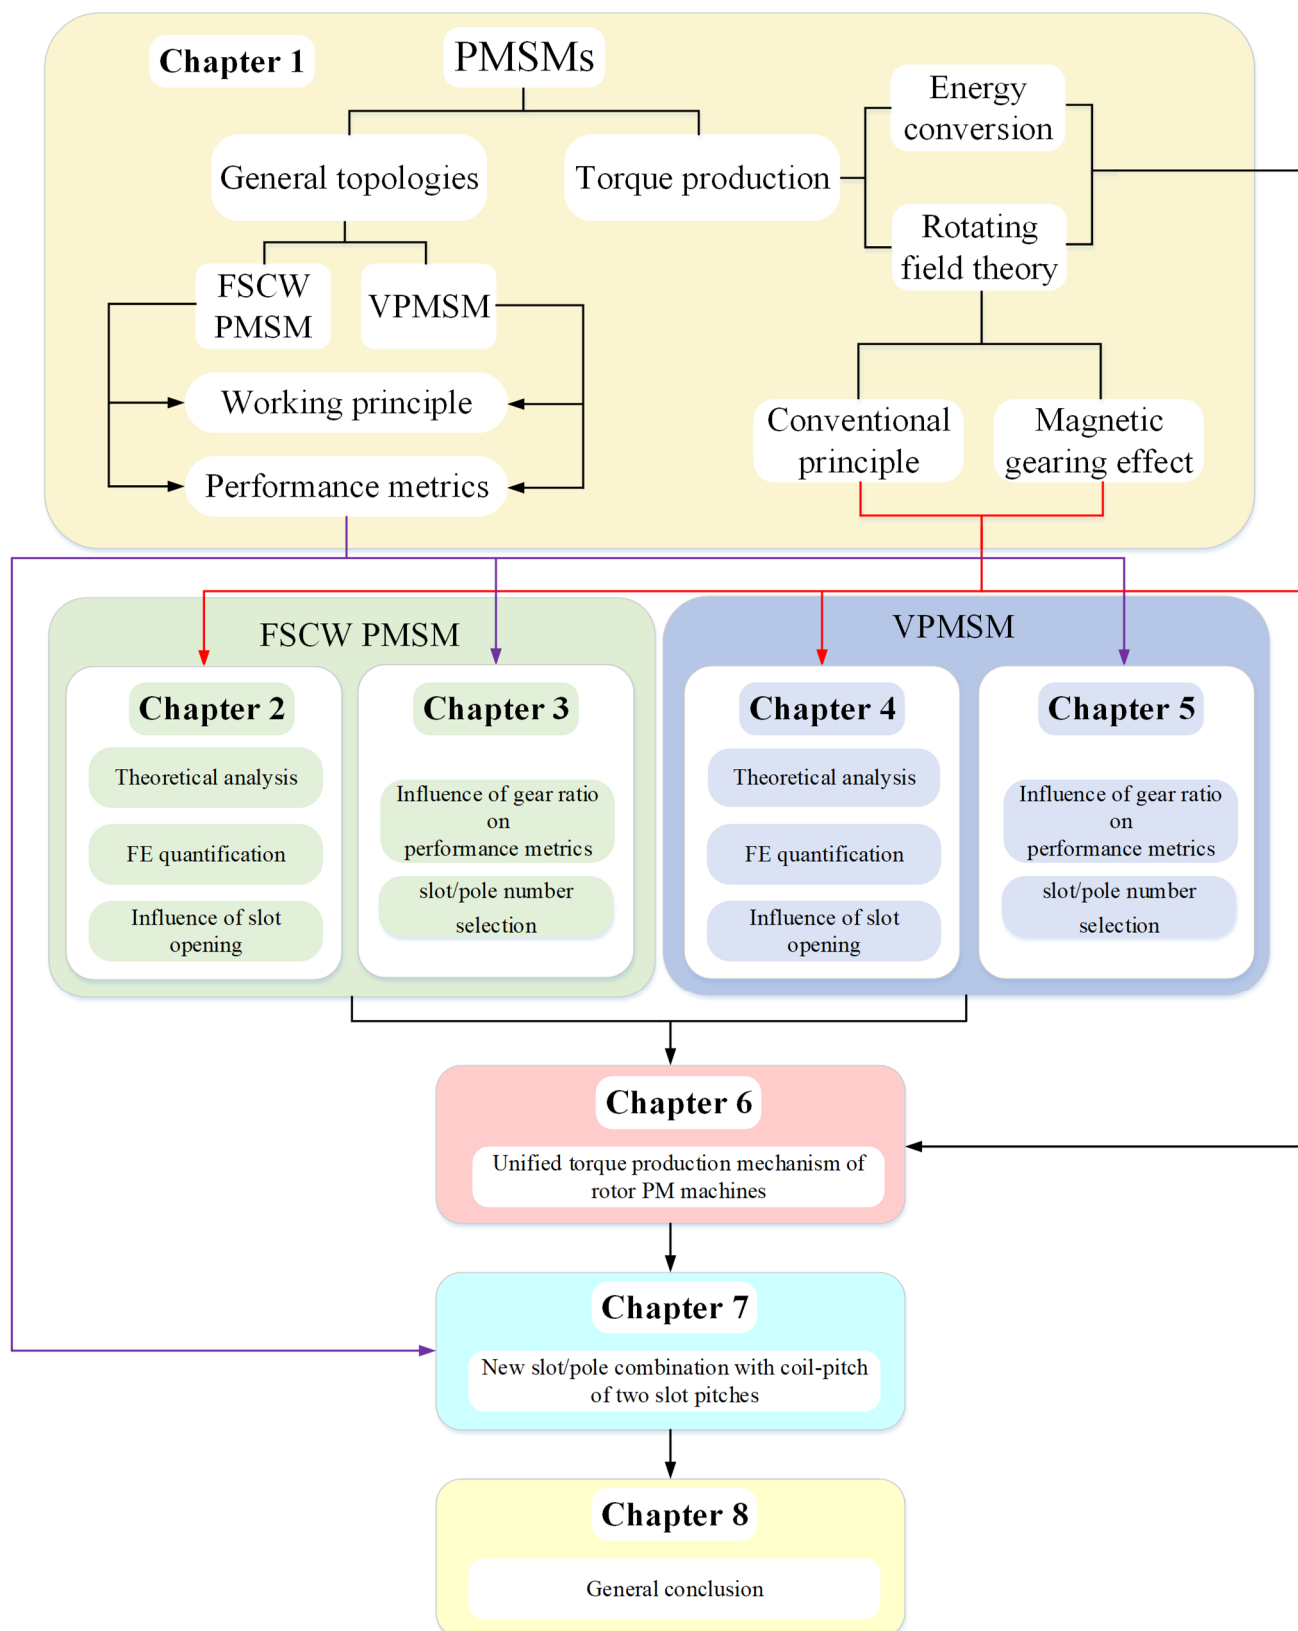 Chapter 1
PMSMs
General topologies
Torque production
Energy
conversion
Rotating
field theory
FSCW
PMSM
VPMSM
Working principle
Performance metrics
Conventional
principle
Magnetic
gearing effect
FSCW PMSM
Chapter 2
Theoretical analysis
FE quantification
Influence of slot
opening
Chapter 3
Influence of gear ratio
on
performance metrics
slot/pole number
selection
VPMSM
Chapter 4
Theoretical analysis
FE quantification
Influence of slot
opening
Chapter 5
Influence of gear ratio
on
performance metrics
slot/pole number
selection
Chapter 6
Unified torque production mechanism of
rotor PM machines
Chapter 7
New slot/pole combination with coil-pitch
of two slot pitches
Chapter 8
General conclusion